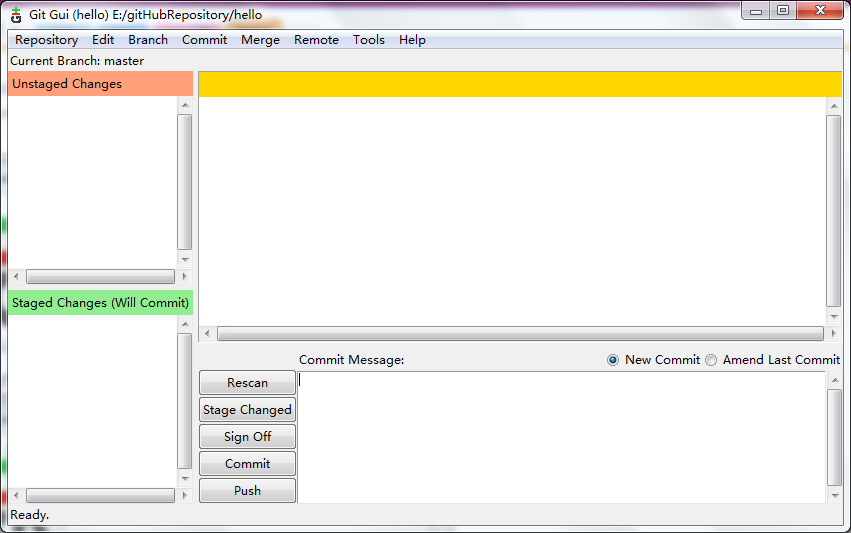 Git Gui (hello) E:/gitHubRepository/hello
Repository Edit Branch Commit Merge Remote Tools Help
Current Branch: master
Unstaged Changes
Staged Changes (Will Commit)
Commit Message: New Commit Amend Last Commit
Rescan
Stage Changed
Sign Off
Commit
Push
Ready.